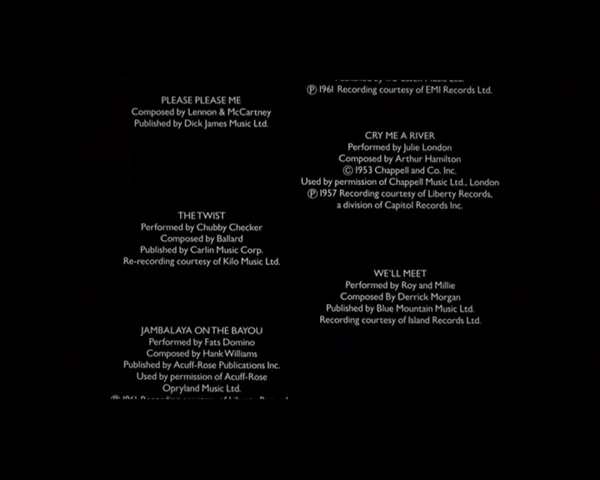 PLEASE PLEASE ME
Composed by Lennon & McCartney
Published by Dick James Music Ltd.
THE TWIST
Performed by Chubby Checker
Composed by Ballard
Published by Carlin Music Corp.
Re-recording courtesy of Kilo Music Ltd.
JAMBALAYA ON THE BAYOU
Performed by Fats Domino
Composed by Hank Williams
Published by Acuff-Rose Publications Inc.
Used by permission of Acuff-Rose
Opryland Music Ltd.
℗ 1961 Recording courtesy of EMI Records Ltd.
CRY ME A RIVER
Performed by Julie London
Composed by Arthur Hamilton
© 1953 Chappell and Co. Inc.
Used by permission of Chappell Music Ltd., London
℗ 1957 Recording courtesy of Liberty Records,
a division of Capitol Records Inc.
WE'LL MEET
Performed by Roy and Millie
Composed By Derrick Morgan
Published by Blue Mountain Music Ltd.
Recording courtesy of Island Records Ltd.